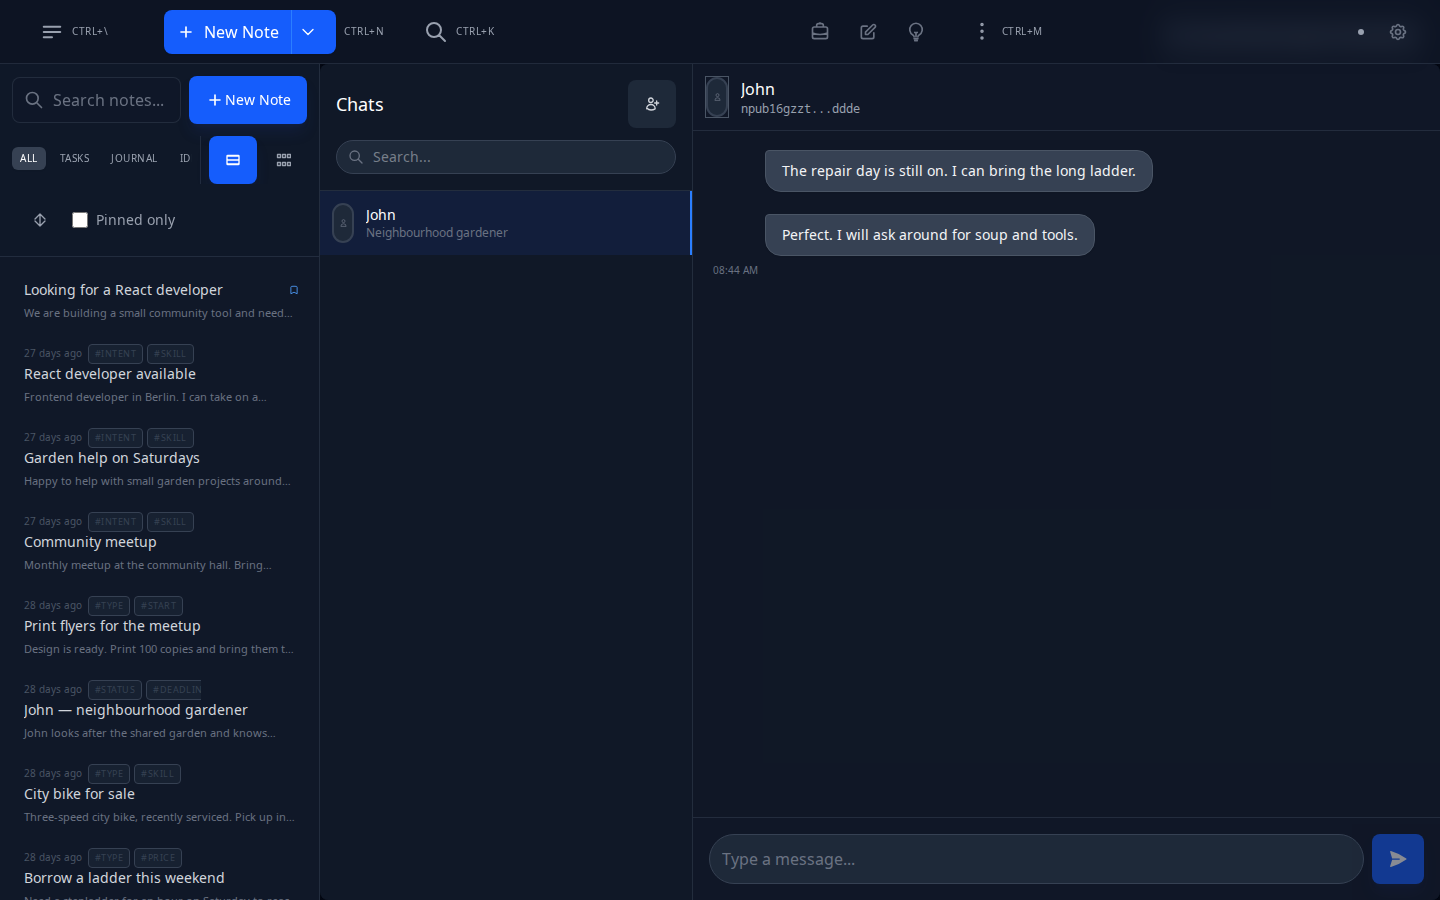 CTRL+\
New Note
CTRL+N
CTRL+K
CTRL+M
Search notes...
New Note
ALL
TASKS
JOURNAL
ID
Pinned only
Looking for a React developer
We are building a small community tool and need...
27 days ago #INTENT #SKILL
React developer available
Frontend developer in Berlin. I can take on a...
27 days ago #INTENT #SKILL
Garden help on Saturdays
Happy to help with small garden projects around...
27 days ago #INTENT #SKILL
Community meetup
Monthly meetup at the community hall. Bring...
28 days ago #TYPE #START
Print flyers for the meetup
Design is ready. Print 100 copies and bring them t...
28 days ago #STATUS #DEADLIN
John — neighbourhood gardener
John looks after the shared garden and knows...
28 days ago #TYPE #SKILL
City bike for sale
Three-speed city bike, recently serviced. Pick up in...
28 days ago #TYPE #PRICE
Borrow a ladder this weekend
Chats
Search...
John
Neighbourhood gardener
John
npub16gzzt...ddde
The repair day is still on. I can bring the long ladder.
Perfect. I will ask around for soup and tools.
08:44 AM
Type a message...